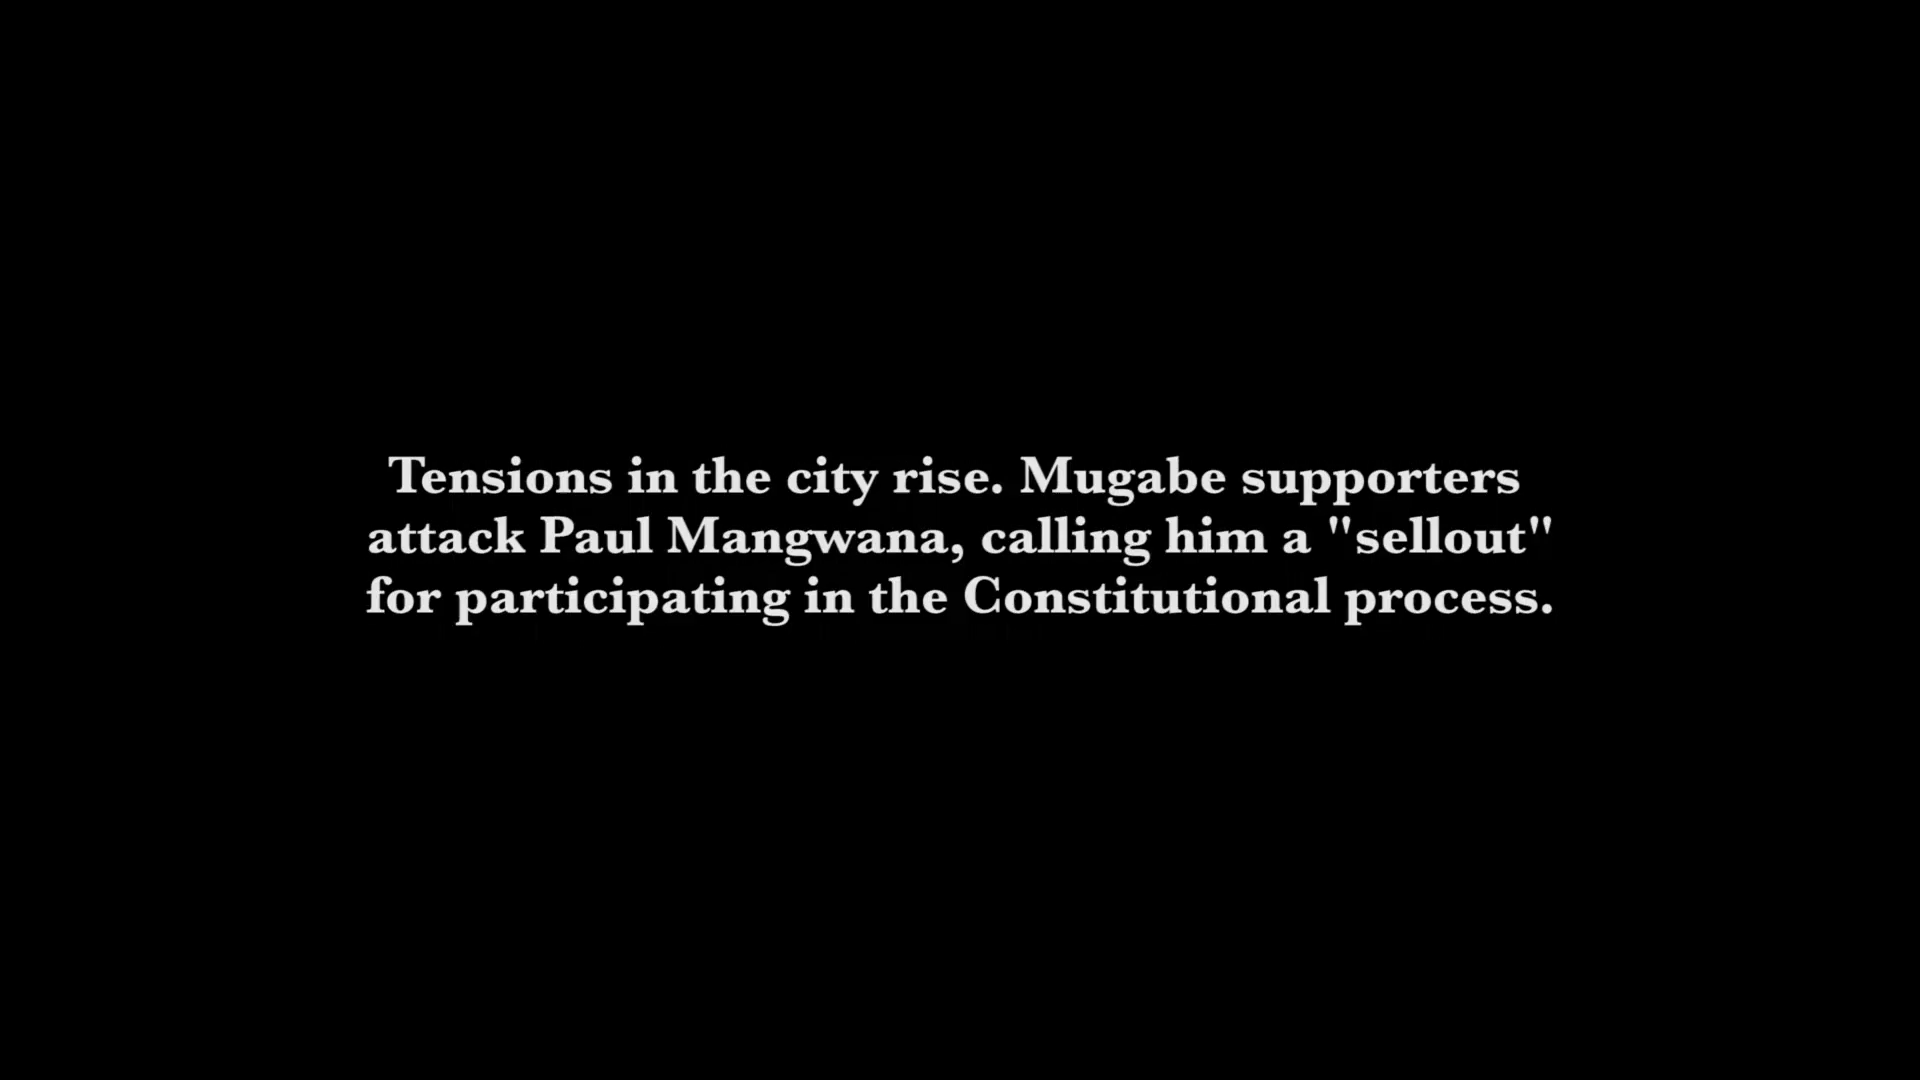 Tensions in the city rise. Mugabe supporters
attack Paul Mangwana, calling him a "sellout"
for participating in the Constitutional process.